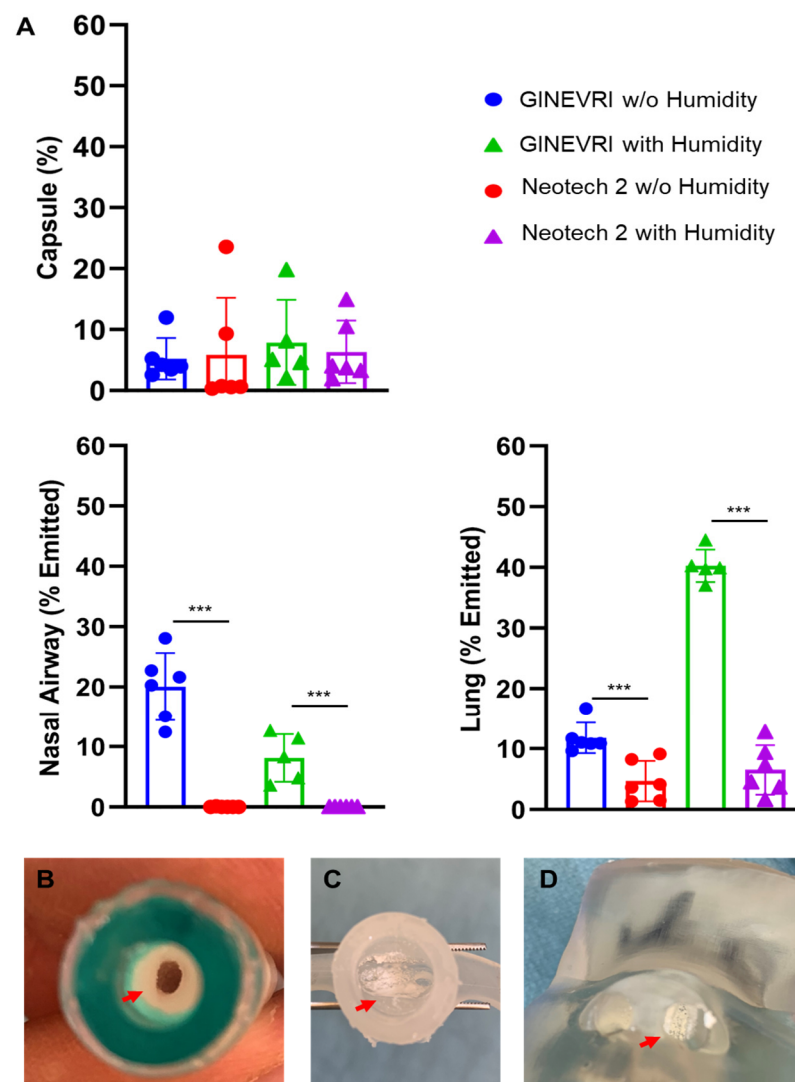 A
60
50
40
30
20
10
0
Capsule (%)
GINEVRI w/o Humidity
GINEVRI with Humidity
Neotech 2 w/o Humidity
Neotech 2 with Humidity
60
50
40
30
20
10
0
Nasal Airway (% Emitted)
***
***
60
50
40
30
20
10
0
Lung (% Emitted)
***
***
B
C
D